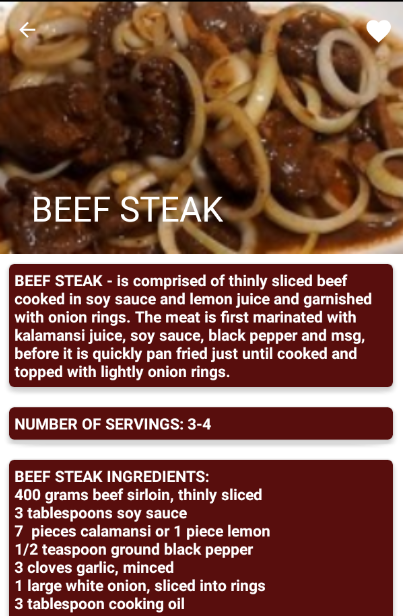 BEEF STEAK
BEEF STEAK - is comprised of thinly sliced beef
cooked in soy sauce and lemon juice and garnished
with onion rings. The meat is first marinated with
kalamansi juice, soy sauce, black pepper and msg,
before it is quickly pan fried just until cooked and
topped with lightly onion rings.
NUMBER OF SERVINGS: 3-4
BEEF STEAK INGREDIENTS:
400 grams beef sirloin, thinly sliced
3 tablespoons soy sauce
7  pieces calamansi or 1 piece lemon
1/2 teaspoon ground black pepper
3 cloves garlic, minced
1 large white onion, sliced into rings
3 tablespoon cooking oil